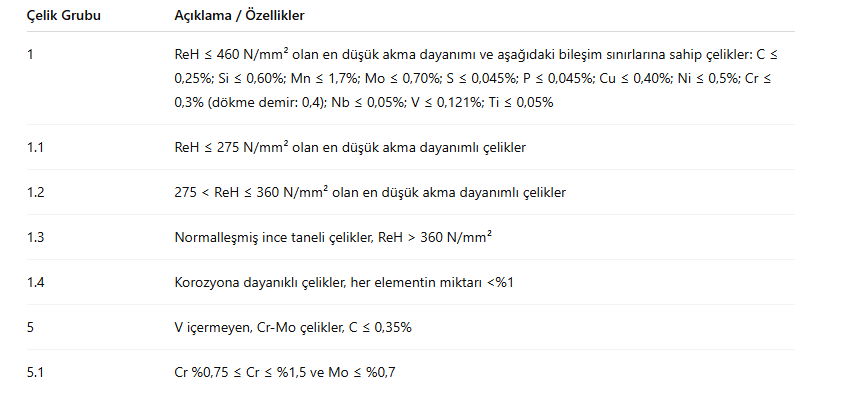 Çelik Grubu Açıklama / Özellikler
1 ReH ≤ 460 N/mm² olan en düşük akma dayanımı ve aşağıdaki bileşim sınırlarına sahip çelikler: C ≤
0,25%; Si ≤ 0,60%; Mn ≤ 1,7%; Mo ≤ 0,70%; S ≤ 0,045%; P ≤ 0,045%; Cu ≤ 0,40%; Ni ≤ 0,5%; Cr ≤
0,3% (dökme demir: 0,4); Nb ≤ 0,05%; V ≤ 0,121%; Ti ≤ 0,05%
1.1 ReH ≤ 275 N/mm² olan en düşük akma dayanımlı çelikler
1.2 275 < ReH ≤ 360 N/mm² olan en düşük akma dayanımlı çelikler
1.3 Normalleşmiş ince taneli çelikler, ReH > 360 N/mm²
1.4 Korozyona dayanıklı çelikler, her elementin miktarı <%1
5 V içermeyen, Cr-Mo çelikler, C ≤ 0,35%
5.1 Cr %0,75 ≤ Cr ≤ %1,5 ve Mo ≤ %0,7